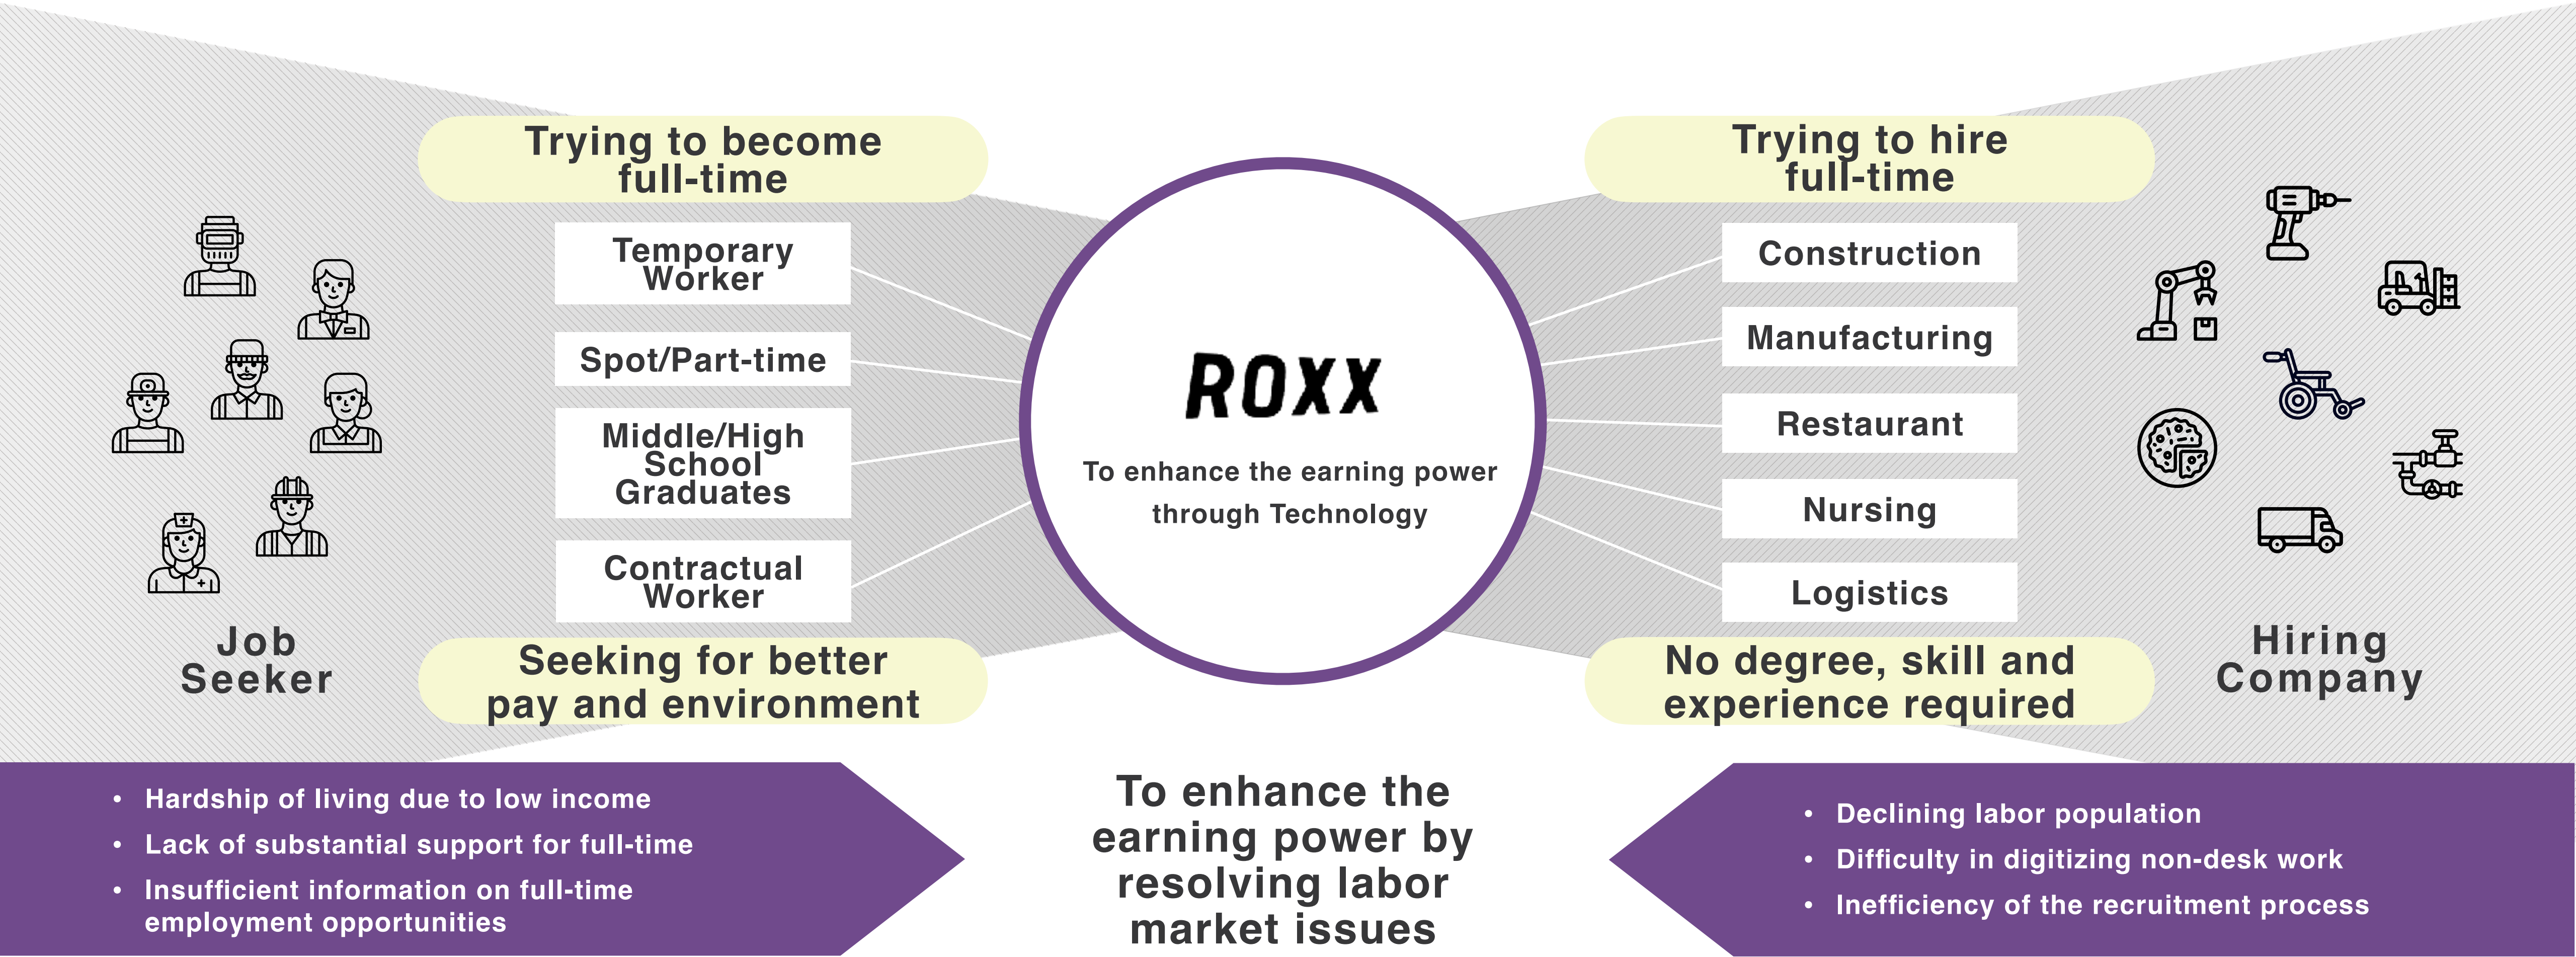 Trying to become
full-time
Temporary
Worker
Spot/Part-time
Middle/High
School
Graduates
Contractual
Worker
Job
Seeker
Seeking for better
pay and environment
ROXX
To enhance the earning power
through Technology
Trying to hire
full-time
Construction
Manufacturing
Restaurant
Nursing
Logistics
No degree, skill and
experience required
Hiring
Company
• Hardship of living due to low income
• Lack of substantial support for full-time
• Insufficient information on full-time
employment opportunities
To enhance the
earning power by
resolving labor
market issues
• Declining labor population
• Difficulty in digitizing non-desk work
• Inefficiency of the recruitment process